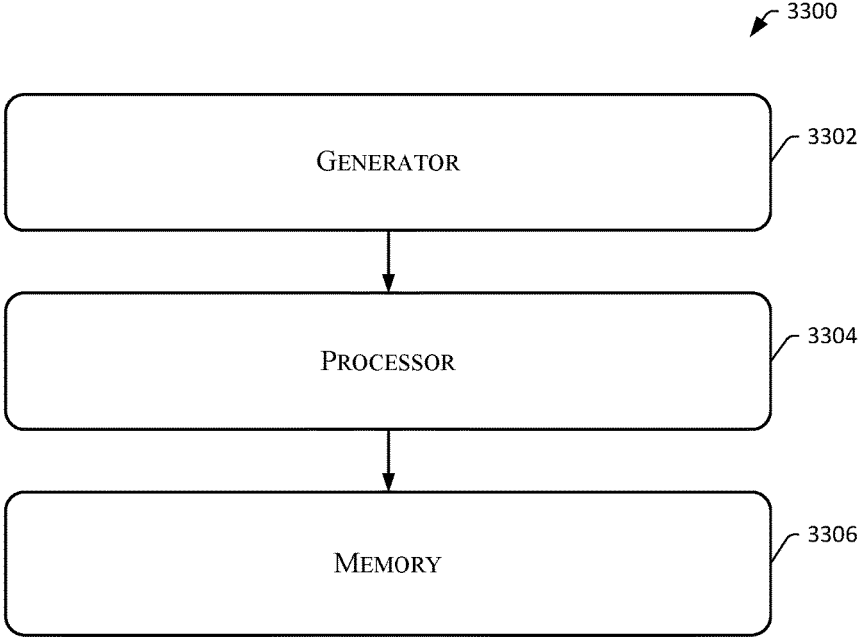 3300
GENERATOR
3302
PROCESSOR
3304
MEMORY
3306